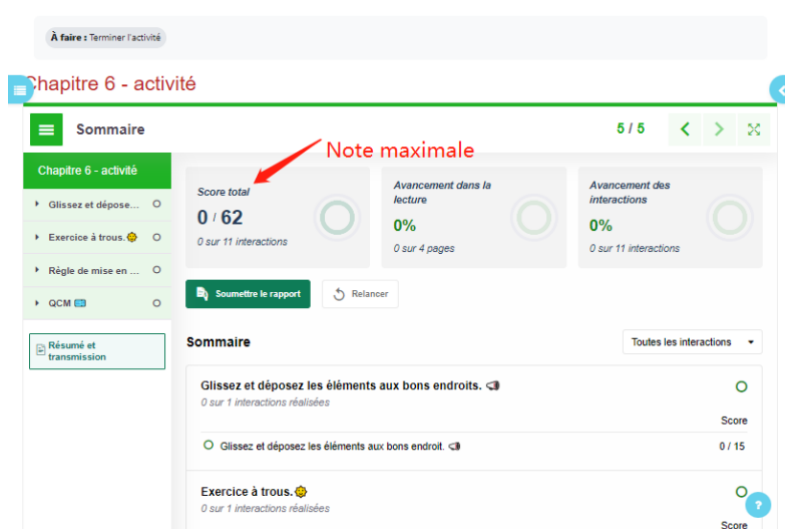 À faire : Terminer l'activité
Chapitre 6 - activité
Sommaire
5 / 5
Note maximale
Chapitre 6 - activité
Glissez et dépose...
Exercice à trous.
Règle de mise en ...
QCM
Résumé et
transmission
Score total
0 / 62
0 sur 11 interactions
Avancement dans la
lecture
0%
0 sur 4 pages
Avancement des
interactions
0%
0 sur 11 interactions
Soumettre le rapport
Relancer
Sommaire
Toutes les interactions
Glissez et déposez les éléments aux bons endroits.
0 sur 1 interactions réalisées
Score
Glissez et déposez les éléments aux bons endroit.
0 / 15
Exercice à trous.
0 sur 1 interactions réalisées
?
Score